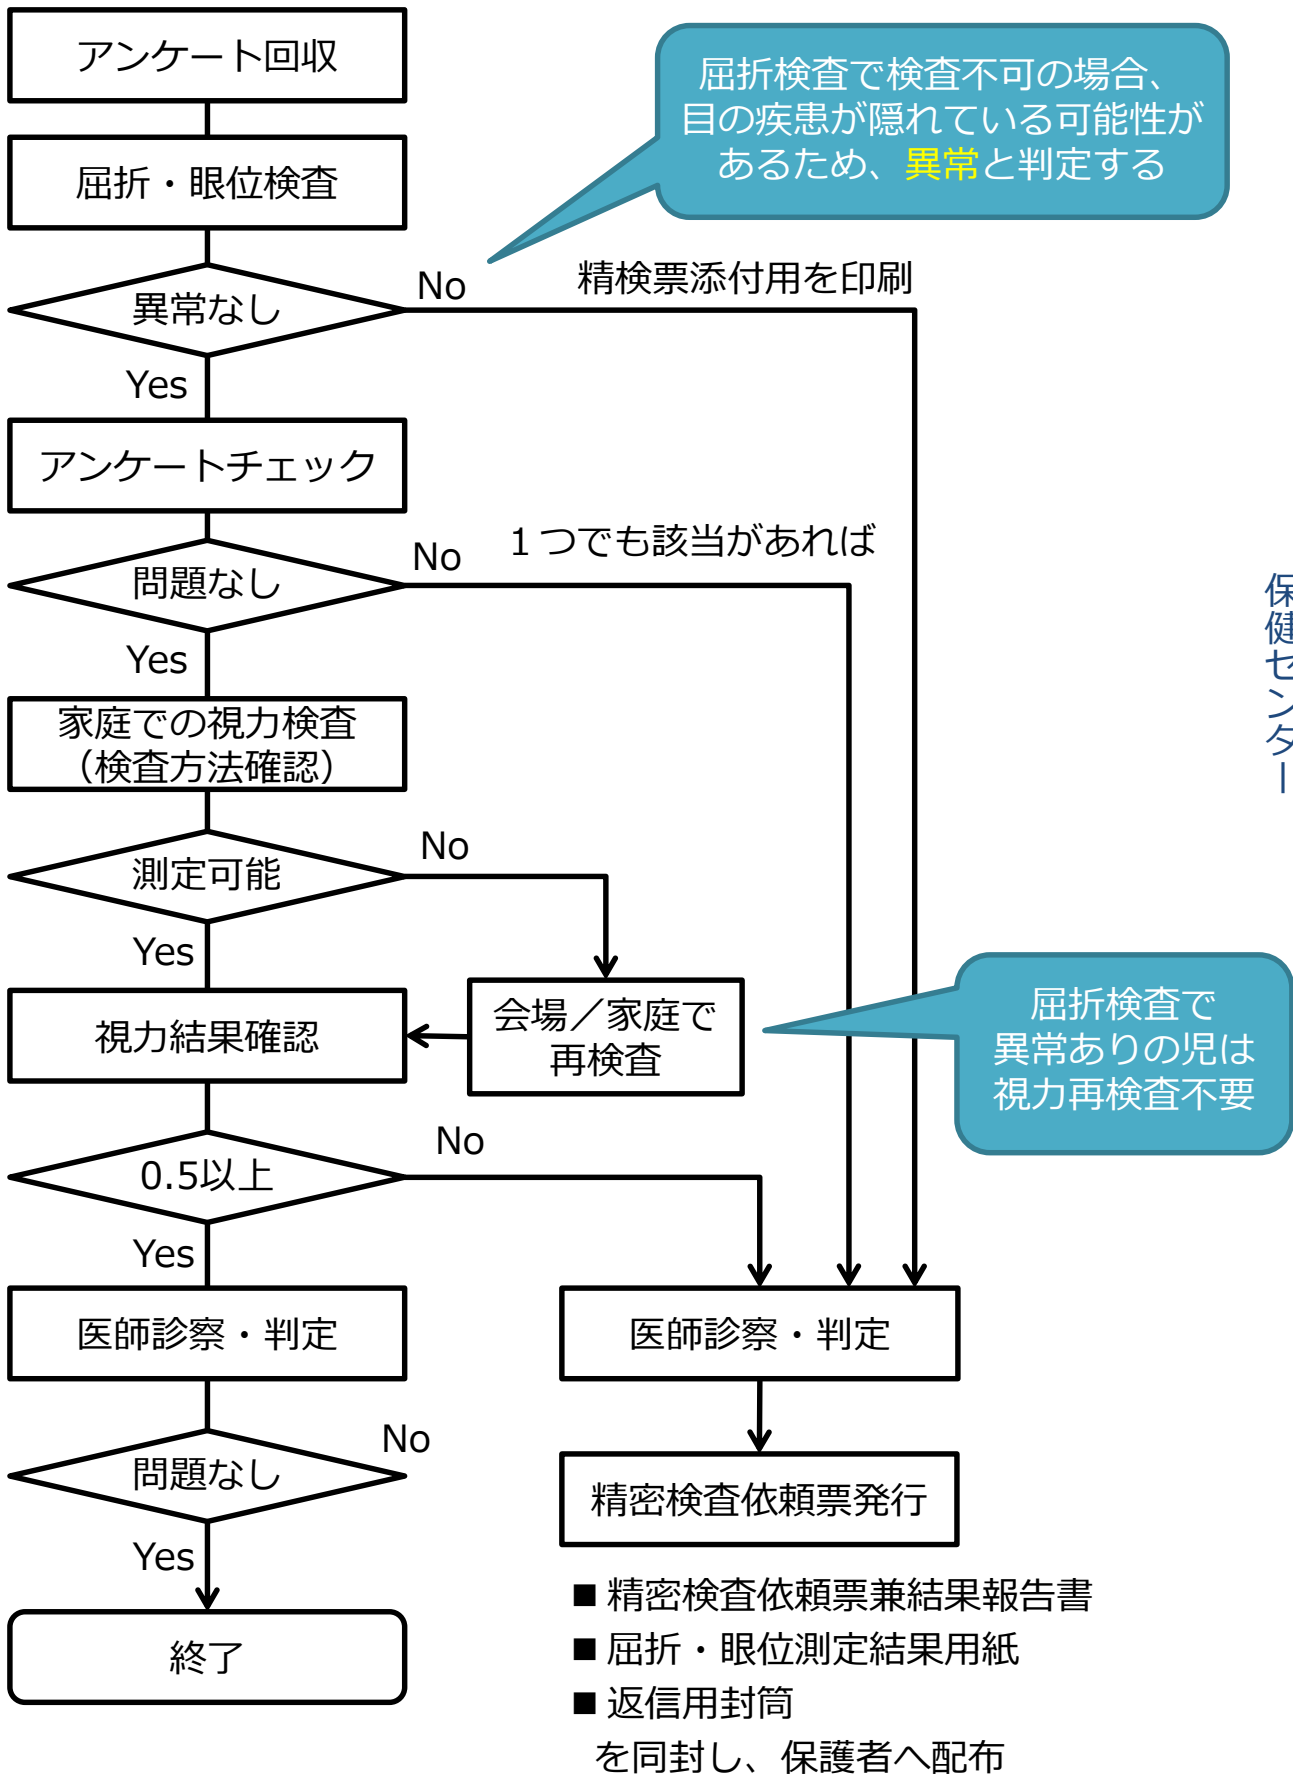 アンケート回収
屈折検査で検査不可の場合、
目の疾患が隠れている可能性が
あるため、異常と判定する
屈折・眼位検査
異常なし
No
精検票添付用を印刷
Yes
アンケートチェック
問題なし
No
１つでも該当があれば
Yes
家庭での視力検査
（検査方法確認）
保健センター
測定可能
No
Yes
視力結果確認
会場／家庭で
再検査
屈折検査で
異常ありの児は
視力再検査不要
0.5以上
No
Yes
医師診察・判定
医師診察・判定
問題なし
No
Yes
終了
精密検査依頼票発行
■ 精密検査依頼票兼結果報告書
■ 屈折・眼位測定結果用紙
■ 返信用封筒
を同封し、保護者へ配布